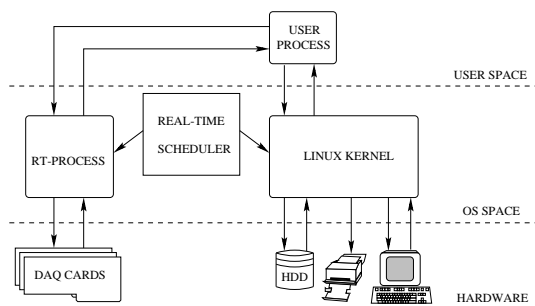 USER
PROCESS
USER SPACE
REAL-TIME
SCHEDULER
RT-PROCESS
LINUX KERNEL
OS SPACE
DAQ CARDS
HDD
HARDWARE